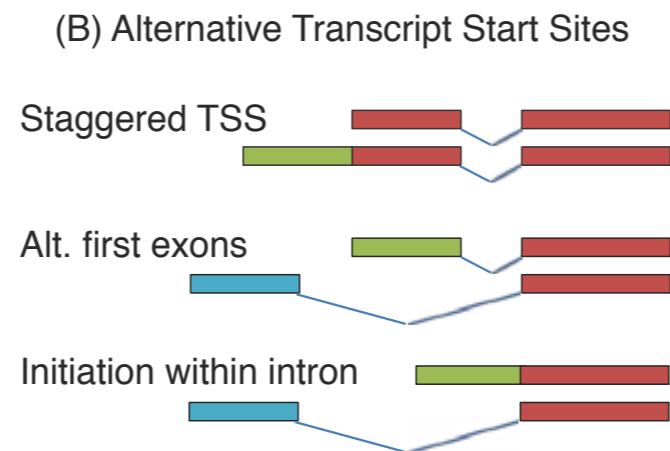 (B) Alternative Transcript Start Sites
Staggered TSS
Alt. first exons
Initiation within intron